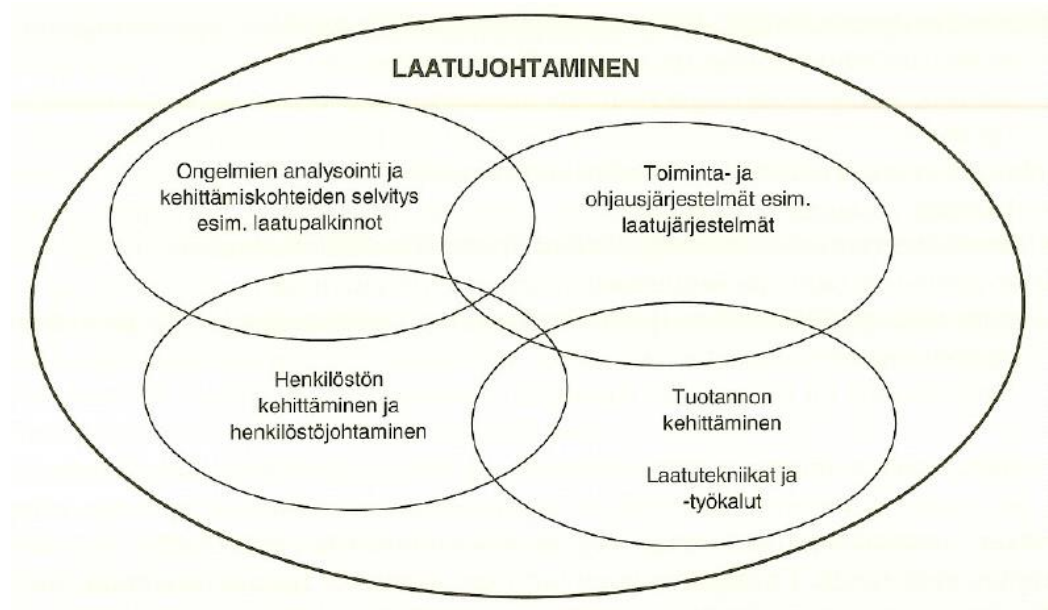 LAATUJOHTAMINEN
Ongelmien analysointi ja
kehittämiskohteiden selvitys
esim. laatupalkinnot
Toiminta- ja
ohjausjärjestelmät esim.
laatujärjestelmät
Henkilöstön
kehittäminen ja
henkilöstöjohtaminen
Tuotannon
kehittäminen
Laatutekniikat ja
-työkalut